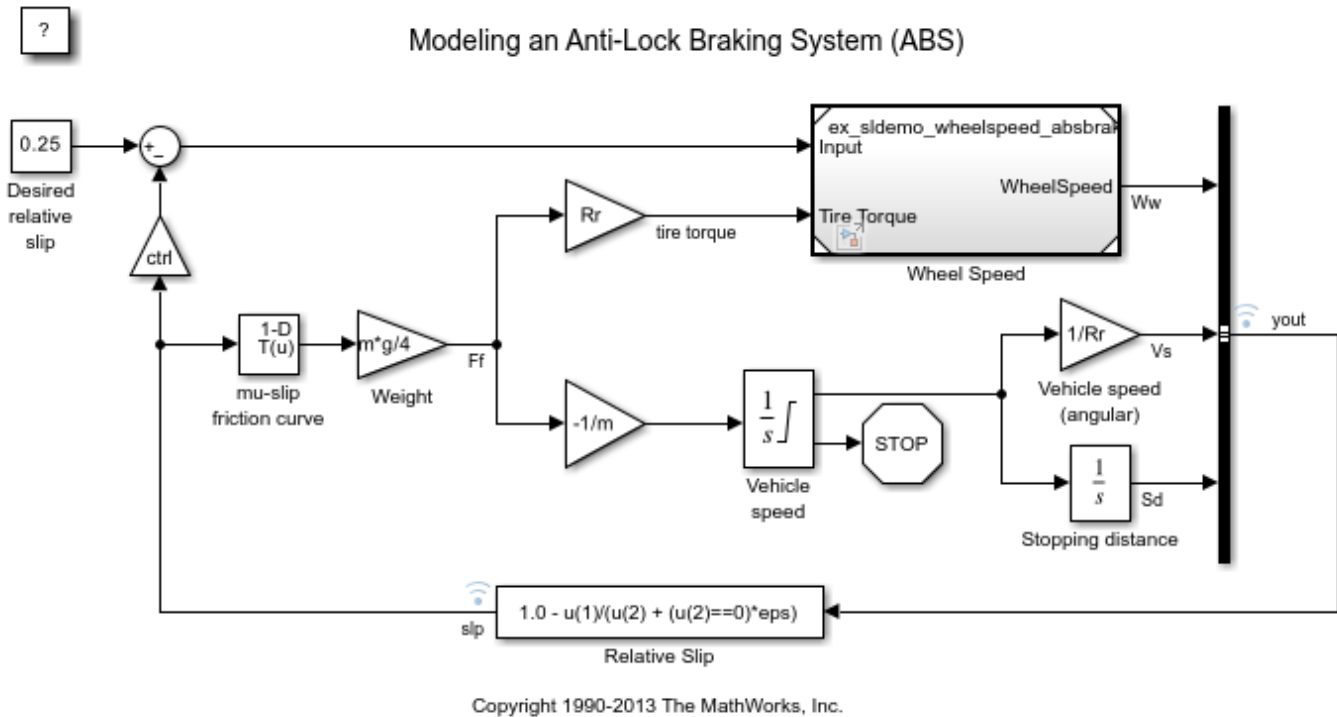 ?
Modeling an Anti-Lock Braking System (ABS)
0.25
Desired
relative
slip
+
-
ctrl
1-D
T(u)
mu-slip
friction curve
m*g/4
Weight
Ff
Rr
tire torque
ex_sldemo_wheelspeed_absbrak
Input
WheelSpeed
Tire Torque
Wheel Speed
Ww
-1/m
1
s
Vehicle
speed
STOP
1/Rr
Vs
Vehicle speed
(angular)
1
s
Sd
Stopping distance
yout
slp
1.0 - u(1)/(u(2) + (u(2)==0)*eps)
Relative Slip
Copyright 1990-2013 The MathWorks, Inc.